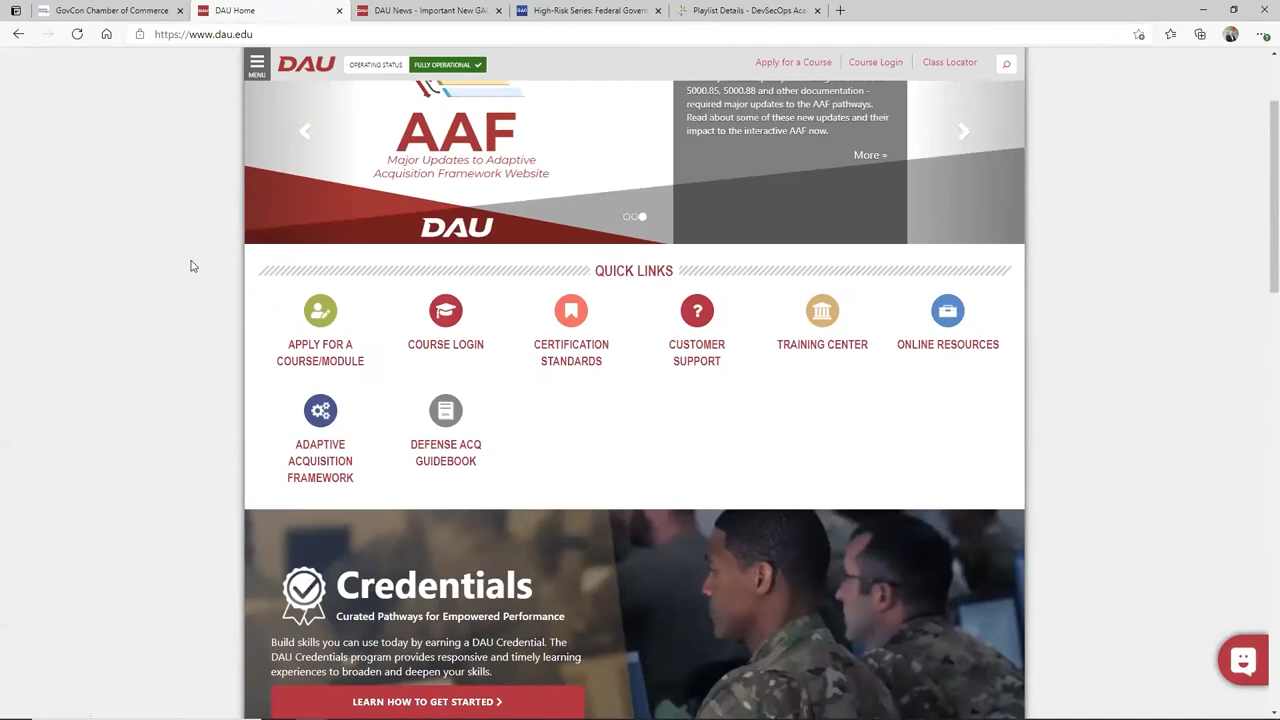 GovCon Chamber of Commerce
DAU Home
DAU News - Important New GAO
High-Risk Series: Federal Gover
Playlist Details - DevSecOps Aca
https://www.dau.edu
MENU
DAU
OPERATING STATUS
FULLY OPERATIONAL
Apply for a Course
Course Login
Class Locator
AAF
Major Updates to Adaptive
Acquisition Framework Website
DAU
5000.85, 5000.88 and other documentation -
required major updates to the AAF pathways.
Read about some of these new updates and their
impact to the interactive AAF now.
More »
QUICK LINKS
APPLY FOR A
COURSE/MODULE
COURSE LOGIN
CERTIFICATION
STANDARDS
?
CUSTOMER
SUPPORT
TRAINING CENTER
ONLINE RESOURCES
ADAPTIVE
ACQUISITION
FRAMEWORK
DEFENSE ACQ
GUIDEBOOK
Credentials
Curated Pathways for Empowered Performance
Build skills you can use today by earning a DAU Credential. The
DAU Credentials program provides responsive and timely learning
experiences to broaden and deepen your skills.
LEARN HOW TO GET STARTED